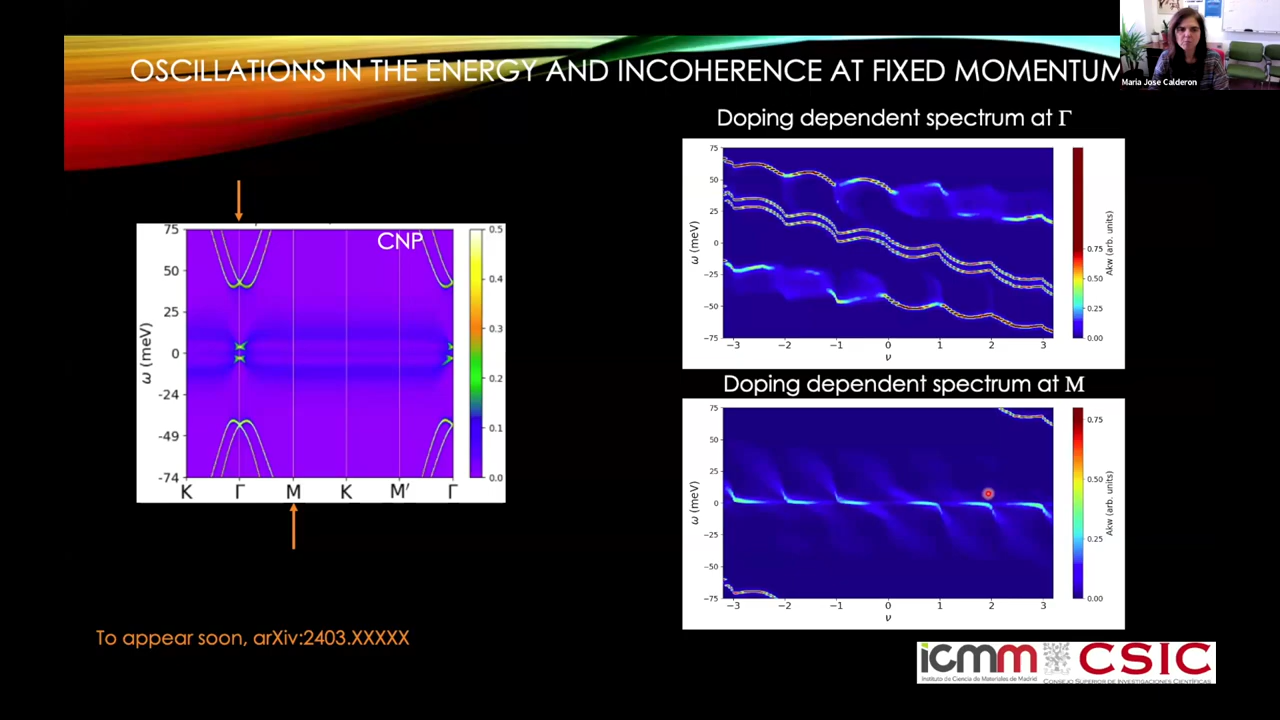 OSCILLATIONS IN THE ENERGY AND INCOHERENCE AT FIXED MOMENTUM
Maria Jose Calderon
Doping dependent spectrum at Γ
75
50
25
0
−25
−50
−75
ω (meV)
−3 −2 −1 0 1 2 3
ν
0.75
0.50
0.25
0.00
Akw (arb. units)
CNP
75
50
25
0
-24
-49
-74
ω (meV)
K Γ M K M′ Γ
0.5
0.4
0.3
0.2
0.1
0.0
Doping dependent spectrum at M
75
50
25
0
−25
−50
−75
ω (meV)
−3 −2 −1 0 1 2 3
ν
0.75
0.50
0.25
0.00
Akw (arb. units)
To appear soon, arXiv:2403.XXXXX
icmm
Instituto de Ciencia de Materiales de Madrid
CSIC
CONSEJO SUPERIOR DE INVESTIGACIONES CIENTÍFICAS